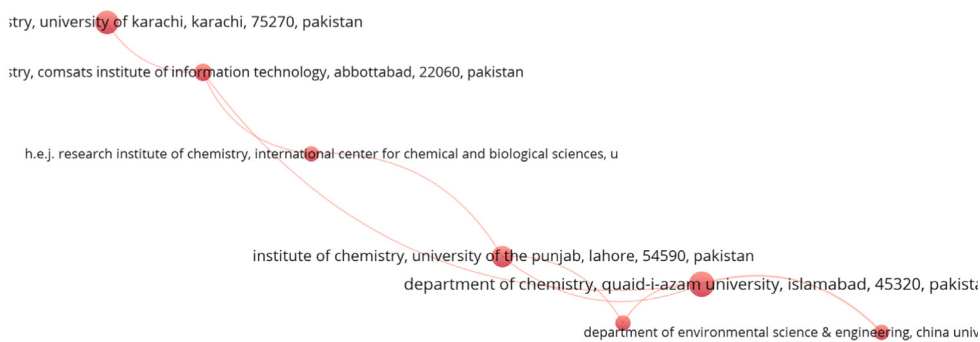 stry, university of karachi, karachi, 75270, pakistan
stry, comsats institute of information technology, abbottabad, 22060, pakistan
h.e.j. research institute of chemistry, international center for chemical and biological sciences, u
institute of chemistry, university of the punjab, lahore, 54590, pakistan
department of chemistry, quaid-i-azam university, islamabad, 45320, pakista
department of environmental science & engineering, china univ